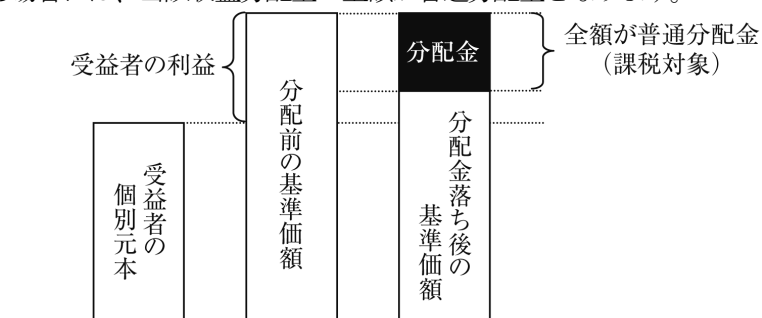 全額が普通分配金
（課税対象）
分配金
受益者の利益
分配前の基準価額
分配金落ち後の
基準価額
受益者の
個別元本